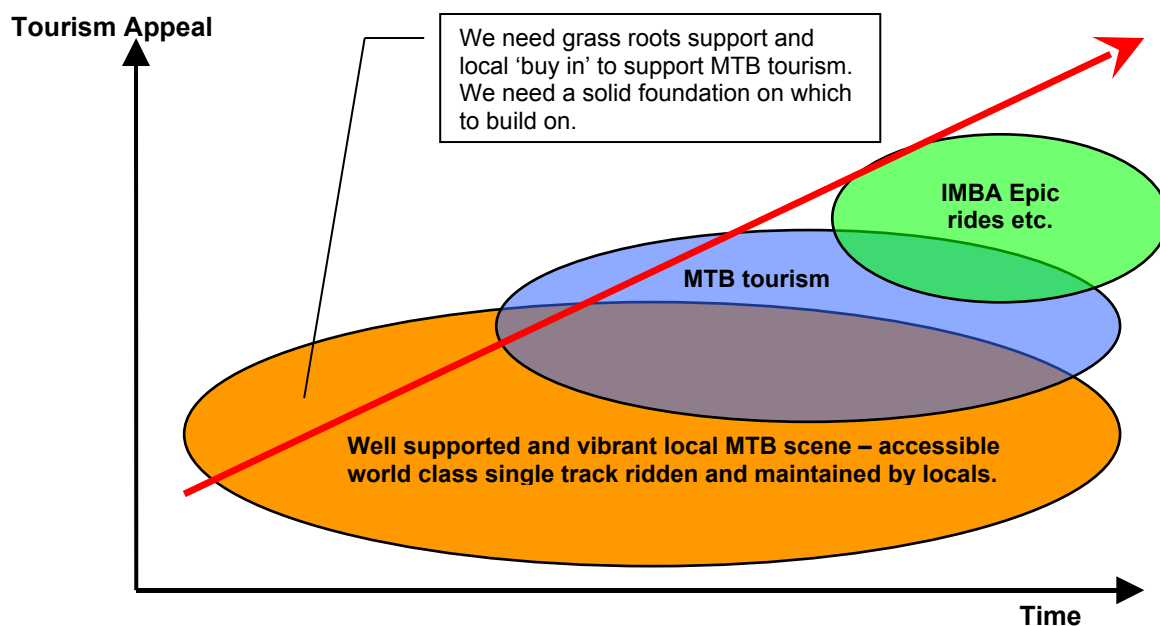 Tourism Appeal
We need grass roots support and
local ‘buy in’ to support MTB tourism.
We need a solid foundation on which
to build on.
IMBA Epic
rides etc.
MTB tourism
Well supported and vibrant local MTB scene – accessible
world class single track ridden and maintained by locals.
Time